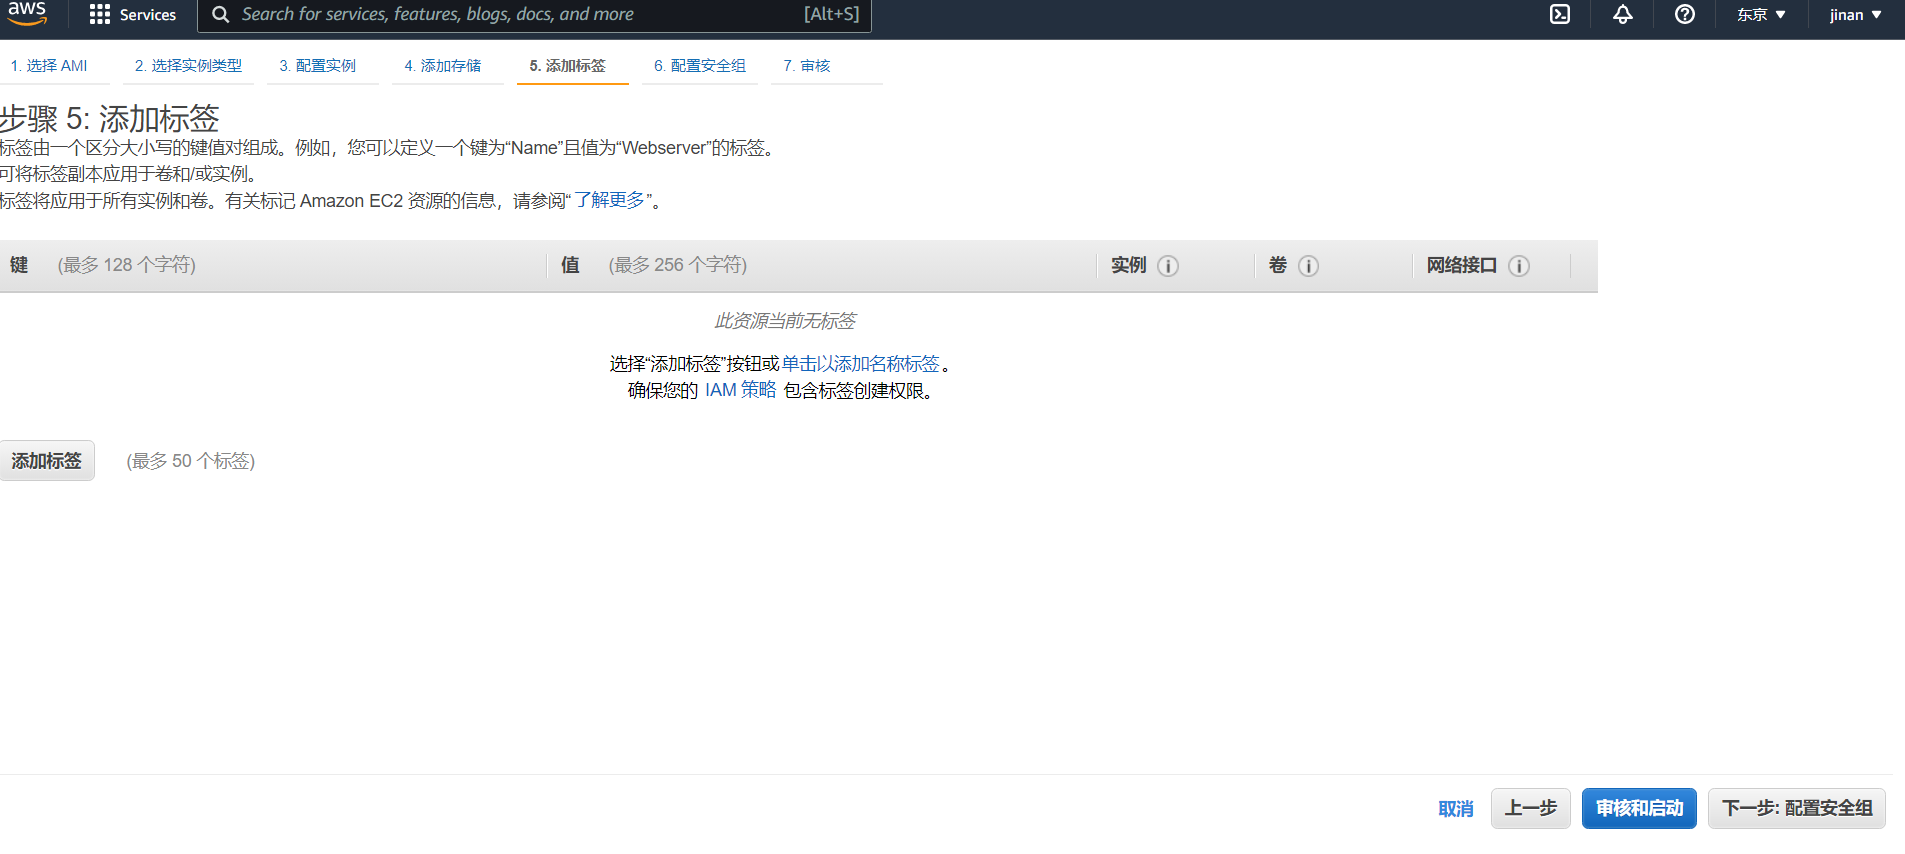 aws Services Search for services, features, blogs, docs, and more [Alt+S] 东京 jinan
1. 选择 AMI 2. 选择实例类型 3. 配置实例 4. 添加存储 5. 添加标签 6. 配置安全组 7. 审核
步骤 5: 添加标签
标签由一个区分大小写的键值对组成。例如，您可以定义一个键为“Name”且值为“Webserver”的标签。
可将标签副本应用于卷和/或实例。
标签将应用于所有实例和卷。有关标记 Amazon EC2 资源的信息，请参阅“了解更多”。
键 (最多 128 个字符) 值 (最多 256 个字符) 实例 卷 网络接口
此资源当前无标签
选择“添加标签”按钮或单击以添加名称标签。
确保您的 IAM 策略 包含标签创建权限。
添加标签 (最多 50 个标签)
取消 上一步 审核和启动 下一步: 配置安全组